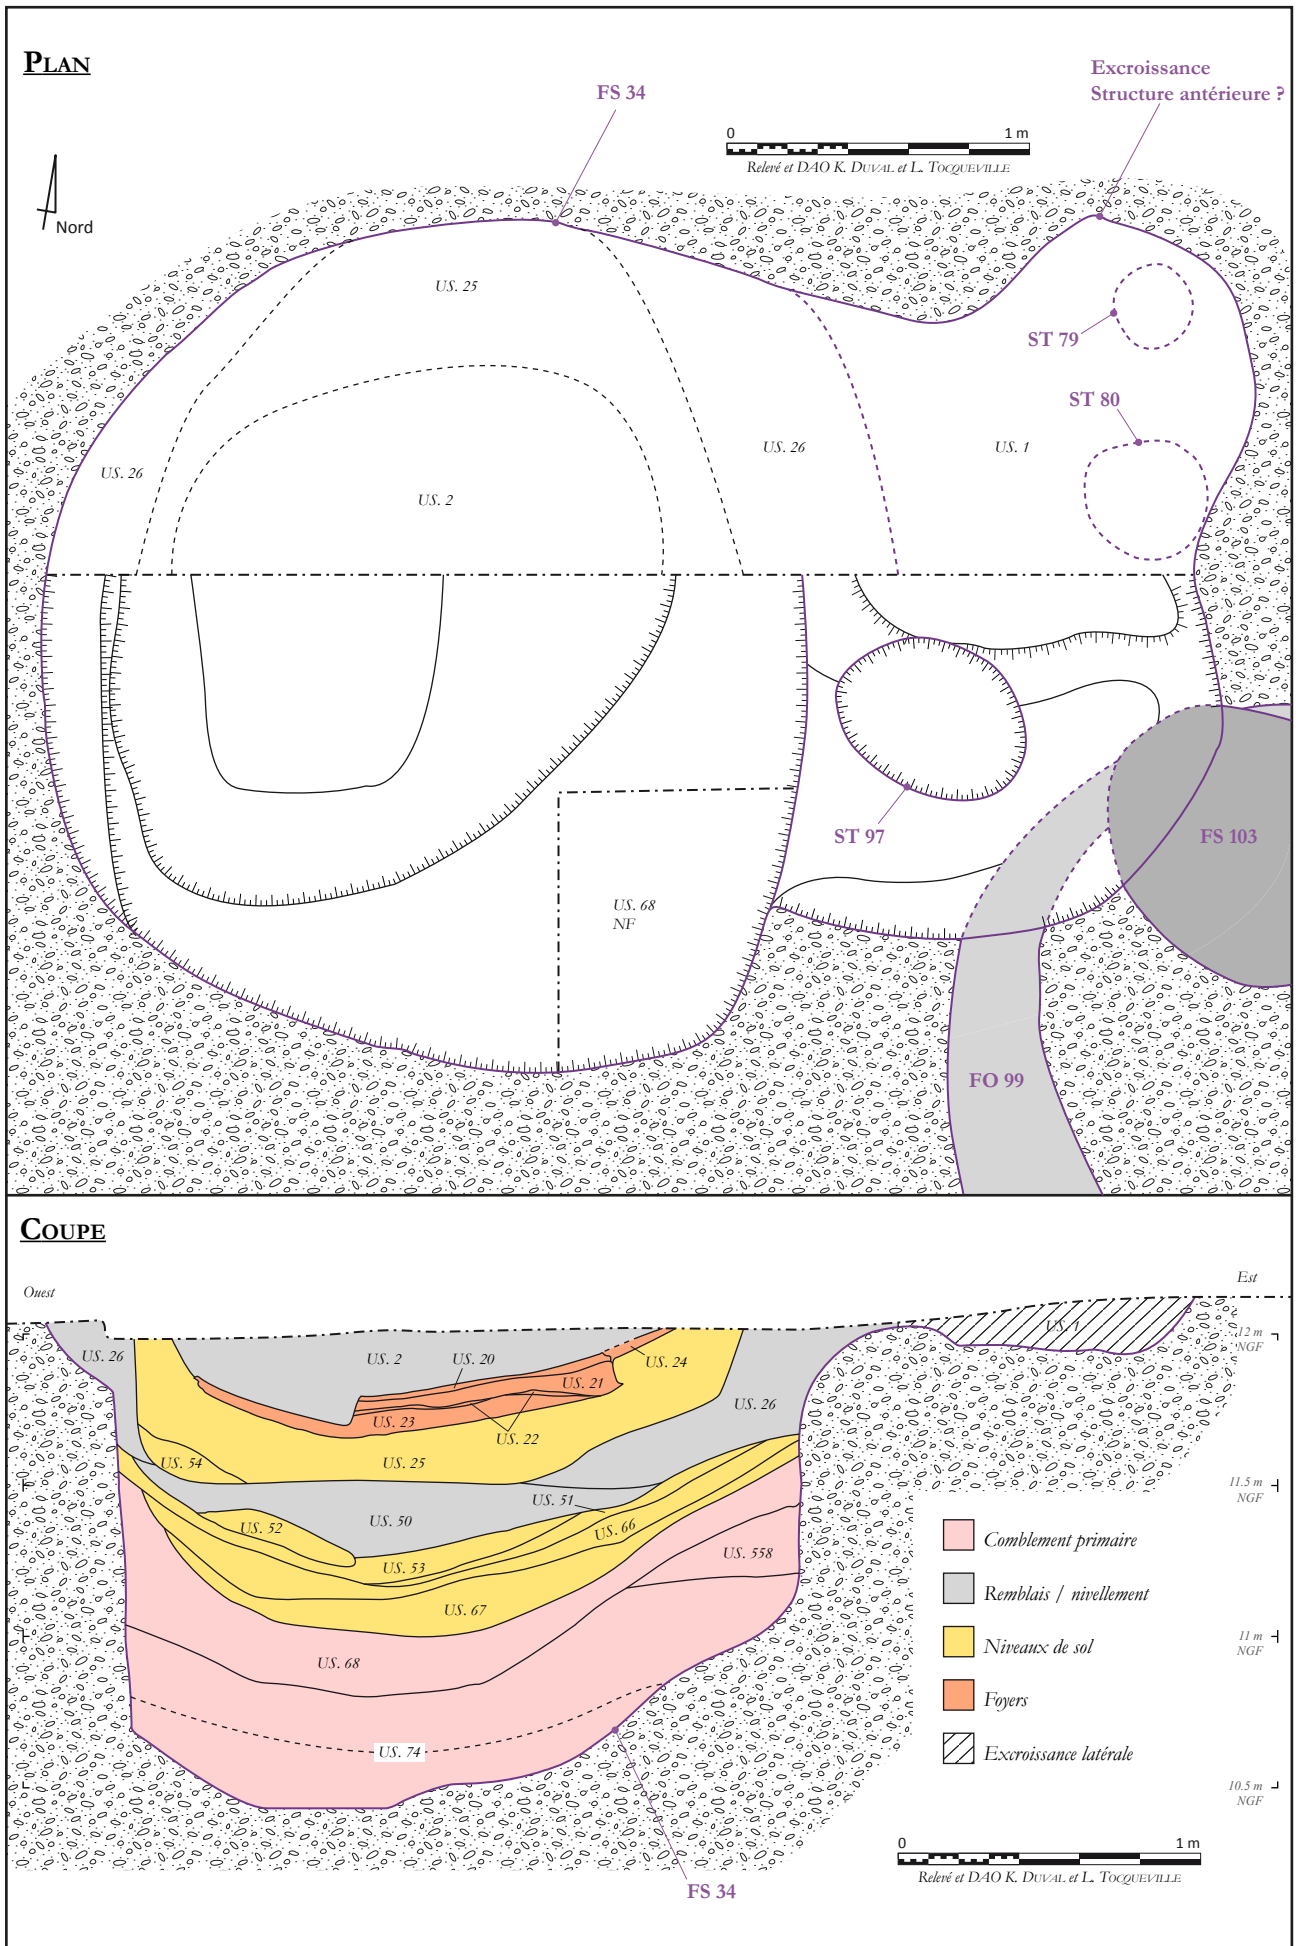 PLAN
Excroissance
Structure antérieure ?
FS 34
0 1 m
Relevé et DAO K. DUVAL et L. TOCQUEVILLE
Nord
US. 25
ST 79
ST 80
US. 26
US. 26
US. 1
US. 2
ST 97
FS 103
US. 68
NF
FO 99
COUPE
Ouest
Est
US. 1
12 m
NGF
US. 26
US. 2
US. 20
US. 24
US. 21
US. 26
US. 23
US. 22
US. 54
US. 25
11.5 m
NGF
US. 51
US. 52
US. 50
US. 66
US. 53
US. 558
US. 67
US. 68
US. 74
Comblement primaire
Remblais / nivellement
Niveaux de sol
Foyers
Excroissance latérale
11 m
NGF
10.5 m
NGF
0 1 m
Relevé et DAO K. DUVAL et L. TOCQUEVILLE
FS 34